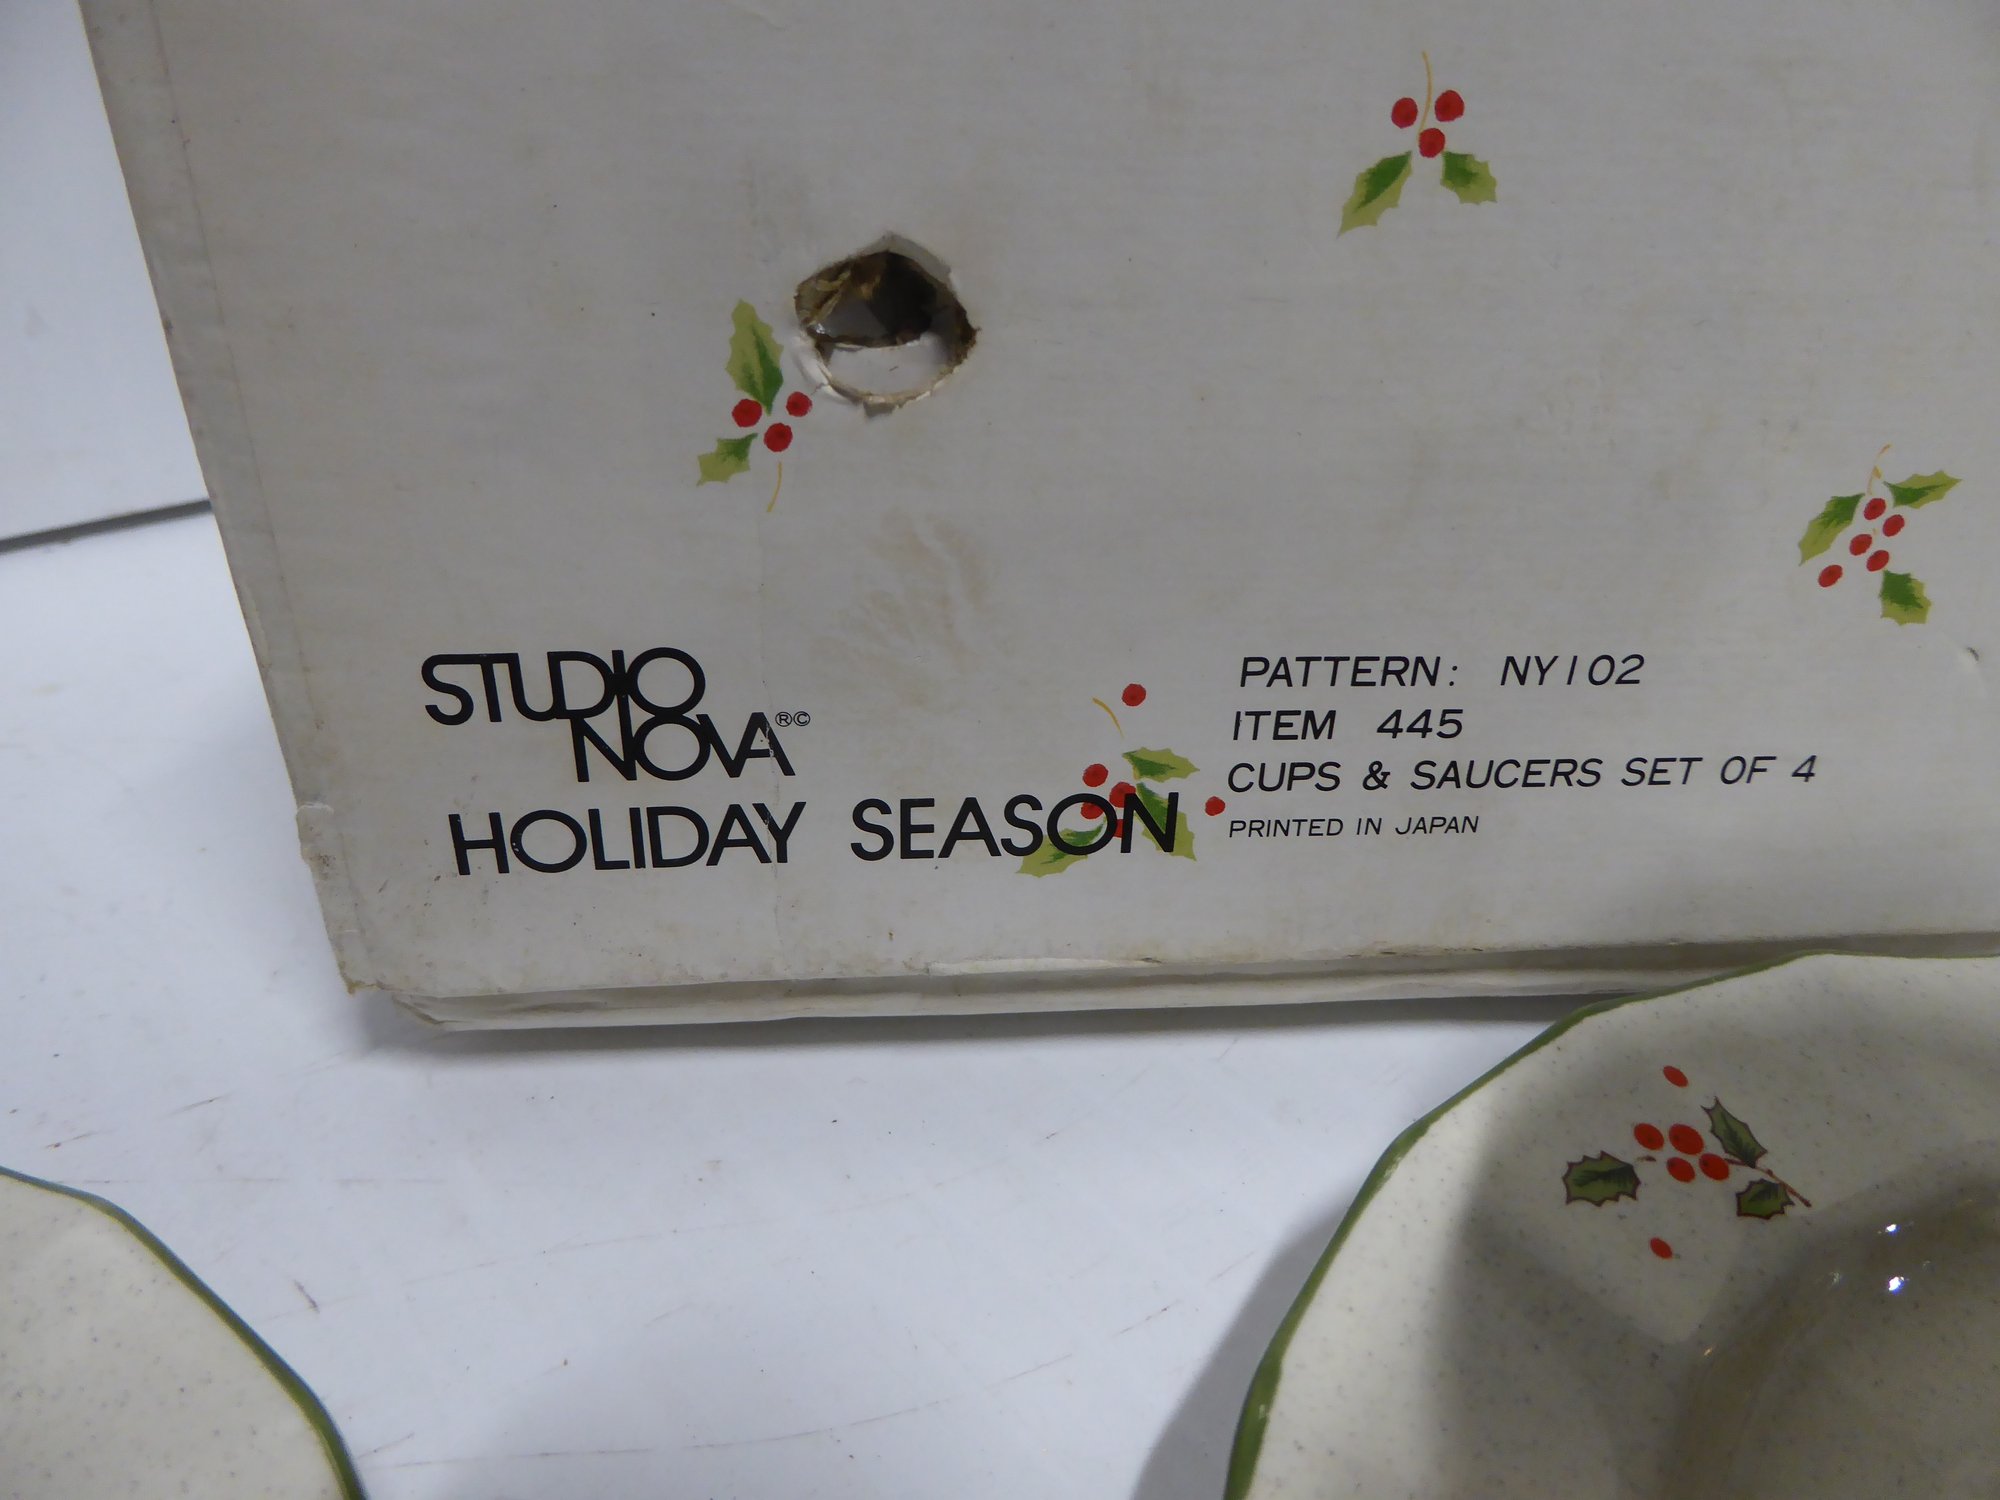 STUDIO
NOVA®©
HOLIDAY SEASON
PATTERN: NY102
ITEM 445
CUPS & SAUCERS SET OF 4
PRINTED IN JAPAN